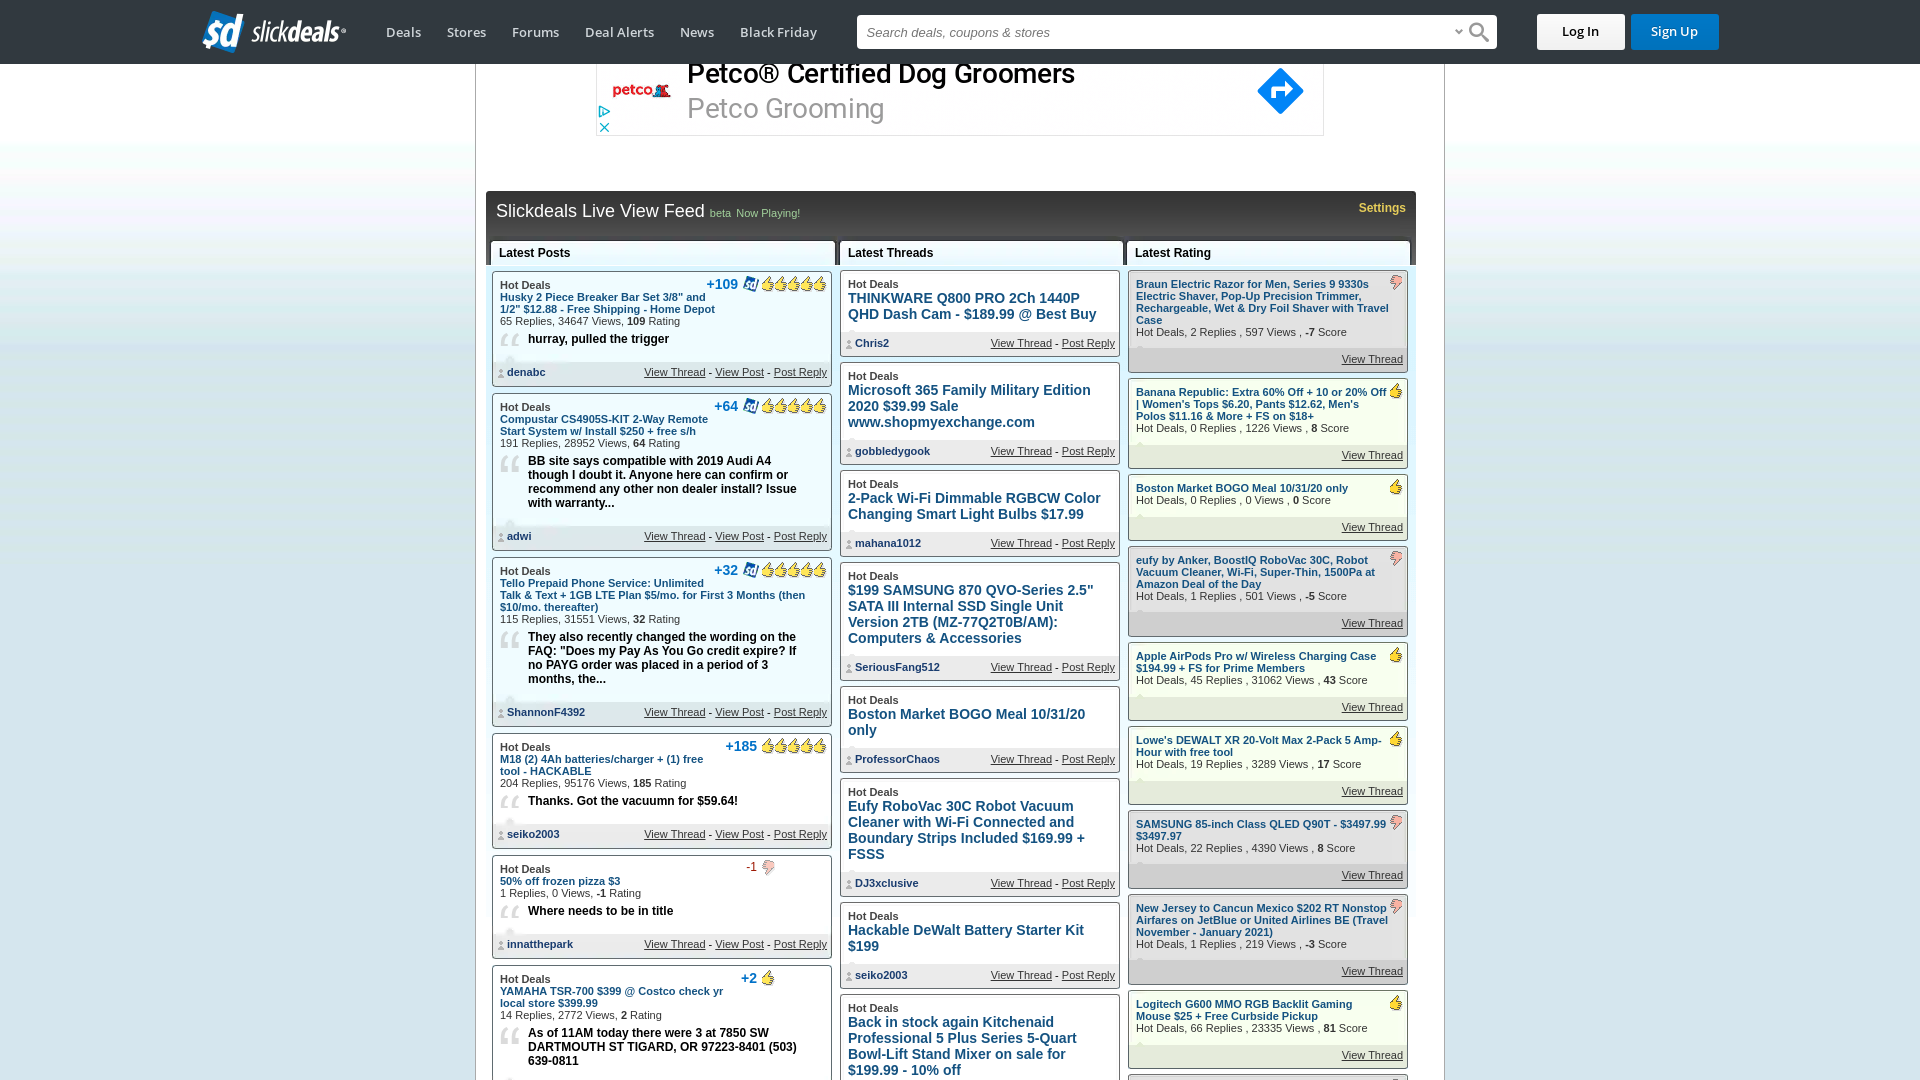 sd slickdeals
Deals
Stores
Forums
Deal Alerts
News
Black Friday
Search deals, coupons & stores
Log In
Sign Up
petco
Petco® Certified Dog Groomers
Petco Grooming
Slickdeals Live View Feed beta Now Playing!
Settings
Latest Posts
Hot Deals
+109
Husky 2 Piece Breaker Bar Set 3/8" and
1/2" $12.88 - Free Shipping - Home Depot
65 Replies, 34647 Views, 109 Rating
hurray, pulled the trigger
denabc
View Thread - View Post - Post Reply
Hot Deals
+64
Compustar CS4905S-KIT 2-Way Remote
Start System w/ Install $250 + free s/h
191 Replies, 28952 Views, 64 Rating
BB site says compatible with 2019 Audi A4
though I doubt it. Anyone here can confirm or
recommend any other non dealer install? Issue
with warranty...
adwi
View Thread - View Post - Post Reply
Hot Deals
+32
Tello Prepaid Phone Service: Unlimited
Talk & Text + 1GB LTE Plan $5/mo. for First 3 Months (then
$10/mo. thereafter)
115 Replies, 31551 Views, 32 Rating
They also recently changed the wording on the
FAQ: "Does my Pay As You Go credit expire? If
no PAYG order was placed in a period of 3
months, the...
ShannonF4392
View Thread - View Post - Post Reply
Hot Deals
+185
M18 (2) 4Ah batteries/charger + (1) free
tool - HACKABLE
204 Replies, 95176 Views, 185 Rating
Thanks. Got the vacuumn for $59.64!
seiko2003
View Thread - View Post - Post Reply
Hot Deals
-1
50% off frozen pizza $3
1 Replies, 0 Views, -1 Rating
Where needs to be in title
innatthepark
View Thread - View Post - Post Reply
Hot Deals
+2
YAMAHA TSR-700 $399 @ Costco check yr
local store $399.99
14 Replies, 2772 Views, 2 Rating
As of 11AM today there were 3 at 7850 SW
DARTMOUTH ST TIGARD, OR 97223-8401 (503)
639-0811
Latest Threads
Hot Deals
THINKWARE Q800 PRO 2Ch 1440P
QHD Dash Cam - $189.99 @ Best Buy
Chris2
View Thread - Post Reply
Hot Deals
Microsoft 365 Family Military Edition
2020 $39.99 Sale
www.shopmyexchange.com
gobbledygook
View Thread - Post Reply
Hot Deals
2-Pack Wi-Fi Dimmable RGBCW Color
Changing Smart Light Bulbs $17.99
mahana1012
View Thread - Post Reply
Hot Deals
$199 SAMSUNG 870 QVO-Series 2.5"
SATA III Internal SSD Single Unit
Version 2TB (MZ-77Q2T0B/AM):
Computers & Accessories
SeriousFang512
View Thread - Post Reply
Hot Deals
Boston Market BOGO Meal 10/31/20
only
ProfessorChaos
View Thread - Post Reply
Hot Deals
Eufy RoboVac 30C Robot Vacuum
Cleaner with Wi-Fi Connected and
Boundary Strips Included $169.99 +
FSSS
DJ3xclusive
View Thread - Post Reply
Hot Deals
Hackable DeWalt Battery Starter Kit
$199
seiko2003
View Thread - Post Reply
Hot Deals
Back in stock again Kitchenaid
Professional 5 Plus Series 5-Quart
Bowl-Lift Stand Mixer on sale for
$199.99 - 10% off
Latest Rating
Braun Electric Razor for Men, Series 9 9330s
Electric Shaver, Pop-Up Precision Trimmer,
Rechargeable, Wet & Dry Foil Shaver with Travel
Case
Hot Deals, 2 Replies , 597 Views , -7 Score
View Thread
Banana Republic: Extra 60% Off + 10 or 20% Off
| Women's Tops $6.20, Pants $12.62, Men's
Polos $11.16 & More + FS on $18+
Hot Deals, 0 Replies , 1226 Views , 8 Score
View Thread
Boston Market BOGO Meal 10/31/20 only
Hot Deals, 0 Replies , 0 Views , 0 Score
View Thread
eufy by Anker, BoostIQ RoboVac 30C, Robot
Vacuum Cleaner, Wi-Fi, Super-Thin, 1500Pa at
Amazon Deal of the Day
Hot Deals, 1 Replies , 501 Views , -5 Score
View Thread
Apple AirPods Pro w/ Wireless Charging Case
$194.99 + FS for Prime Members
Hot Deals, 45 Replies , 31062 Views , 43 Score
View Thread
Lowe's DEWALT XR 20-Volt Max 2-Pack 5 Amp-
Hour with free tool
Hot Deals, 19 Replies , 3289 Views , 17 Score
View Thread
SAMSUNG 85-inch Class QLED Q90T - $3497.99
$3497.97
Hot Deals, 22 Replies , 4390 Views , 8 Score
View Thread
New Jersey to Cancun Mexico $202 RT Nonstop
Airfares on JetBlue or United Airlines BE (Travel
November - January 2021)
Hot Deals, 1 Replies , 219 Views , -3 Score
View Thread
Logitech G600 MMO RGB Backlit Gaming
Mouse $25 + Free Curbside Pickup
Hot Deals, 66 Replies , 23335 Views , 81 Score
View Thread